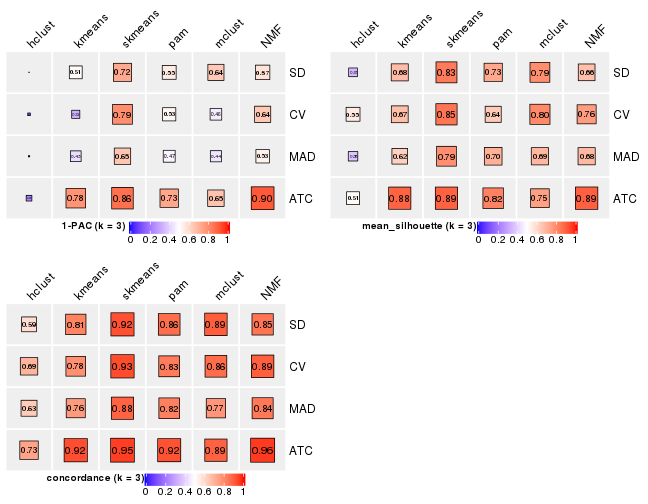 hclust kmeans skmeans pam mclust NMF
0.51 0.72 0.55 0.64 0.57 SD
0.79 0.53 0.64 CV
0.43 0.65 0.47 0.44 0.53 MAD
0.78 0.86 0.73 0.65 0.90 ATC
1-PAC (k = 3)
0 0.2 0.4 0.6 0.8 1
hclust kmeans skmeans pam mclust NMF
0.68 0.83 0.73 0.79 0.66 SD
0.55 0.67 0.85 0.64 0.80 0.76 CV
0.62 0.79 0.70 0.69 0.68 MAD
0.51 0.88 0.89 0.82 0.75 0.89 ATC
mean_silhouette (k = 3)
0 0.2 0.4 0.6 0.8 1
hclust kmeans skmeans pam mclust NMF
0.59 0.81 0.92 0.86 0.89 0.85 SD
0.69 0.78 0.93 0.83 0.86 0.89 CV
0.63 0.76 0.88 0.82 0.77 0.84 MAD
0.73 0.92 0.95 0.92 0.89 0.96 ATC
concordance (k = 3)
0 0.2 0.4 0.6 0.8 1